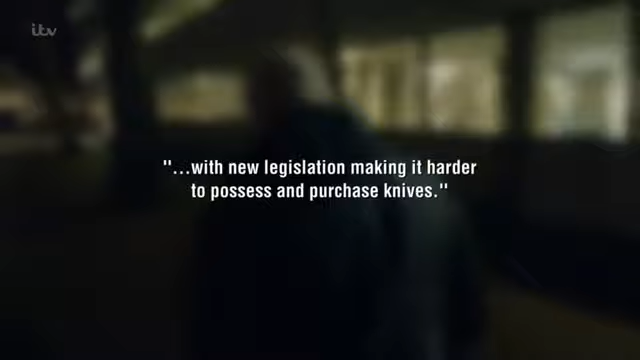 itv
"...with new legislation making it harder
to possess and purchase knives."